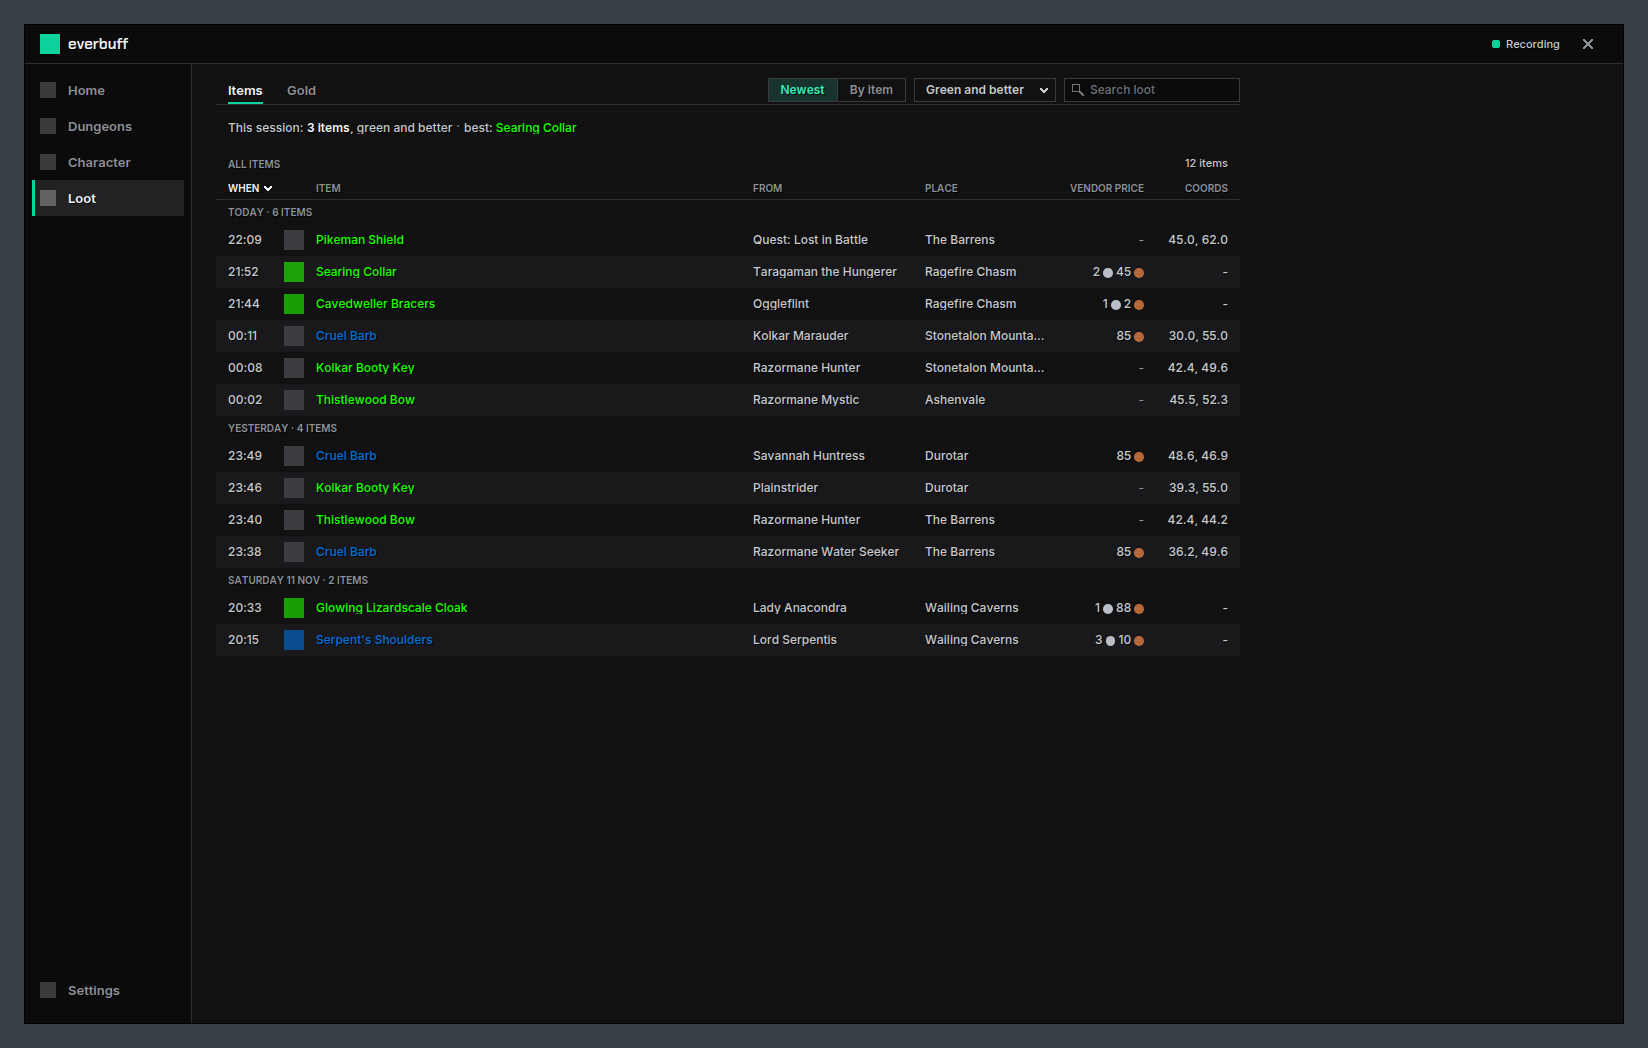 everbuff
Recording
Home
Dungeons
Character
Loot
Settings
Items Gold Newest By item Green and better Search loot
This session: 3 items, green and better · best: Searing Collar
ALL ITEMS 12 items
WHEN ITEM FROM PLACE VENDOR PRICE COORDS
TODAY · 6 ITEMS
22:09 Pikeman Shield Quest: Lost in Battle The Barrens - 45.0, 62.0
21:52 Searing Collar Taragaman the Hungerer Ragefire Chasm 2 45 -
21:44 Cavedweller Bracers Oggleflint Ragefire Chasm 1 2 -
00:11 Cruel Barb Kolkar Marauder Stonetalon Mounta... 85 30.0, 55.0
00:08 Kolkar Booty Key Razormane Hunter Stonetalon Mounta... - 42.4, 49.6
00:02 Thistlewood Bow Razormane Mystic Ashenvale - 45.5, 52.3
YESTERDAY · 4 ITEMS
23:49 Cruel Barb Savannah Huntress Durotar 85 48.6, 46.9
23:46 Kolkar Booty Key Plainstrider Durotar - 39.3, 55.0
23:40 Thistlewood Bow Razormane Hunter The Barrens - 42.4, 44.2
23:38 Cruel Barb Razormane Water Seeker The Barrens 85 36.2, 49.6
SATURDAY 11 NOV · 2 ITEMS
20:33 Glowing Lizardscale Cloak Lady Anacondra Wailing Caverns 1 88 -
20:15 Serpent's Shoulders Lord Serpentis Wailing Caverns 3 10 -